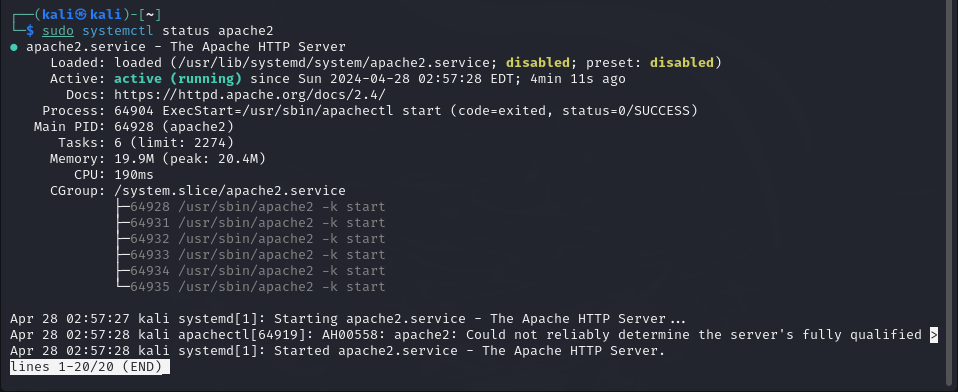 ┌──(kali㉿kali)-[~]
└─$ sudo systemctl status apache2
● apache2.service - The Apache HTTP Server
     Loaded: loaded (/usr/lib/systemd/system/apache2.service; disabled; preset: disabled)
     Active: active (running) since Sun 2024-04-28 02:57:28 EDT; 4min 11s ago
       Docs: https://httpd.apache.org/docs/2.4/
    Process: 64904 ExecStart=/usr/sbin/apachectl start (code=exited, status=0/SUCCESS)
   Main PID: 64928 (apache2)
      Tasks: 6 (limit: 2274)
     Memory: 19.9M (peak: 20.4M)
        CPU: 190ms
     CGroup: /system.slice/apache2.service
             ├─64928 /usr/sbin/apache2 -k start
             ├─64931 /usr/sbin/apache2 -k start
             ├─64932 /usr/sbin/apache2 -k start
             ├─64933 /usr/sbin/apache2 -k start
             ├─64934 /usr/sbin/apache2 -k start
             └─64935 /usr/sbin/apache2 -k start

Apr 28 02:57:27 kali systemd[1]: Starting apache2.service - The Apache HTTP Server...
Apr 28 02:57:28 kali apachectl[64919]: AH00558: apache2: Could not reliably determine the server's fully qualified >
Apr 28 02:57:28 kali systemd[1]: Started apache2.service - The Apache HTTP Server.
lines 1-20/20 (END)